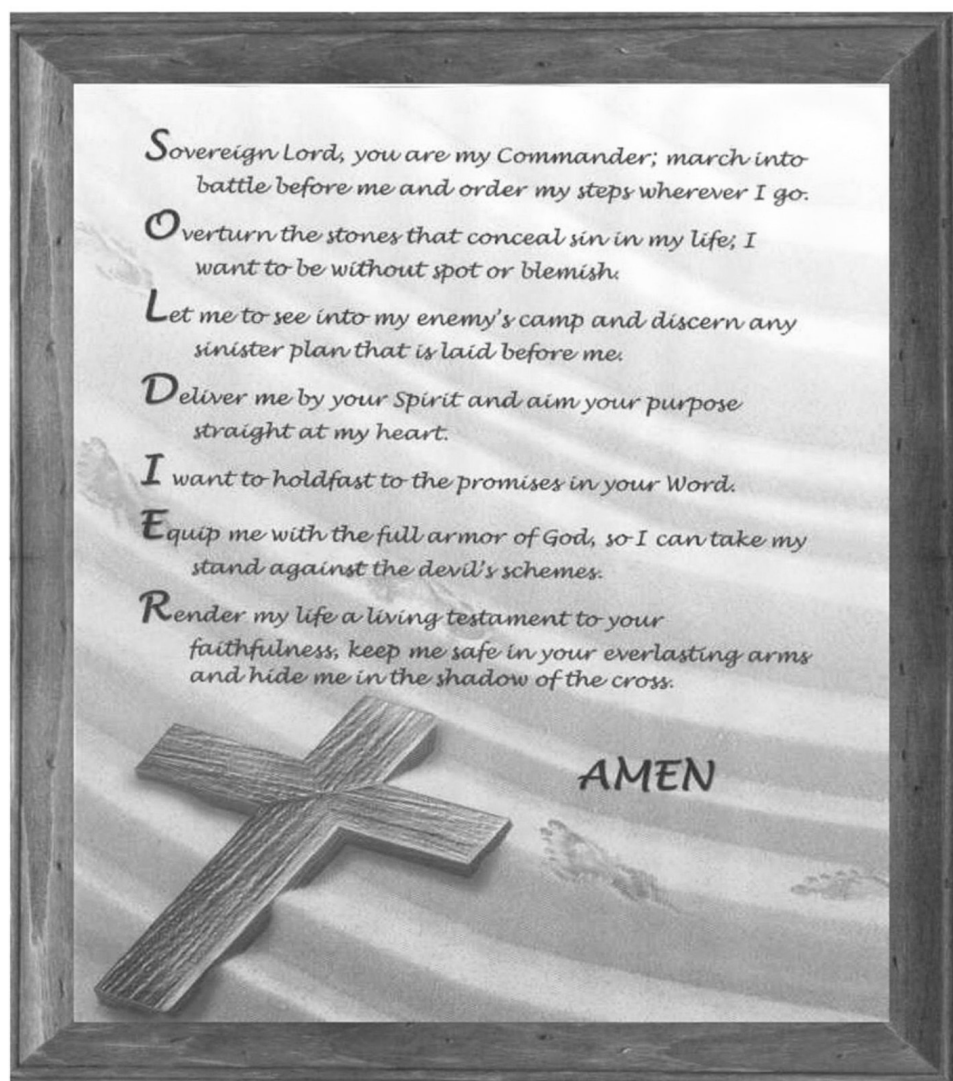 Sovereign Lord, you are my Commander; march into
battle before me and order my steps wherever I go.
Overturn the stones that conceal sin in my life; I
want to be without spot or blemish.
Let me to see into my enemy's camp and discern any
sinister plan that is laid before me.
Deliver me by your Spirit and aim your purpose
straight at my heart.
I want to holdfast to the promises in your Word.
Equip me with the full armor of God, so I can take my
stand against the devil's schemes.
Render my life a living testament to your
faithfulness, keep me safe in your everlasting arms
and hide me in the shadow of the cross.
AMEN